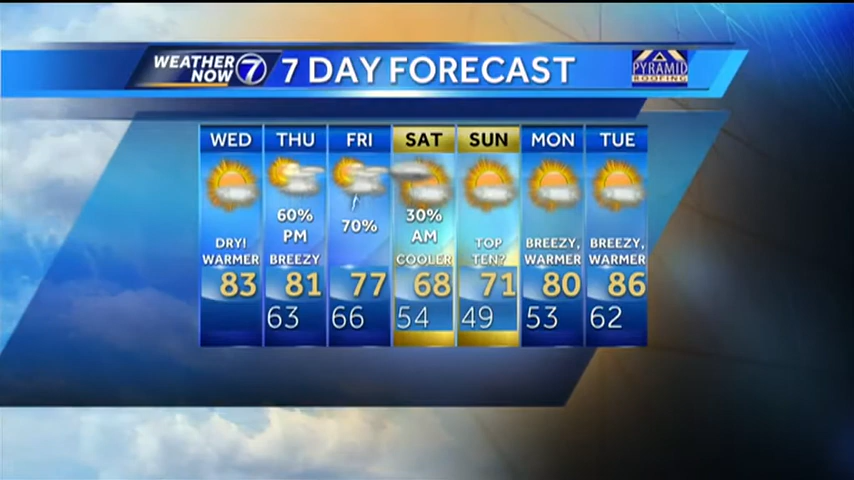 WEATHER NOW 7
7 DAY FORECAST
PYRAMID
ROOFING
WED THU FRI SAT SUN MON TUE
60% PM
70%
30% AM
DRY! WARMER
BREEZY
COOLER
TOP TEN?
BREEZY, WARMER
BREEZY, WARMER
83 81 77 68 71 80 86
63 66 54 49 53 62